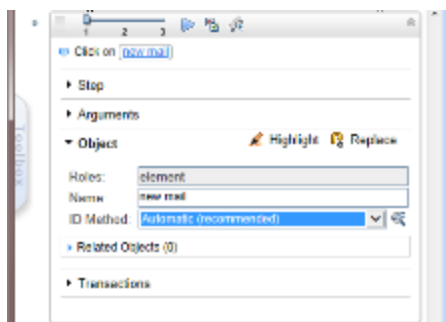 1 2 3
Click on [new mail]
Step
Arguments
Object Highlight Replace
Roles: element
Name new mail
ID Method: Automatic (recommended)
Related Objects (0)
Transactions
Toolbox